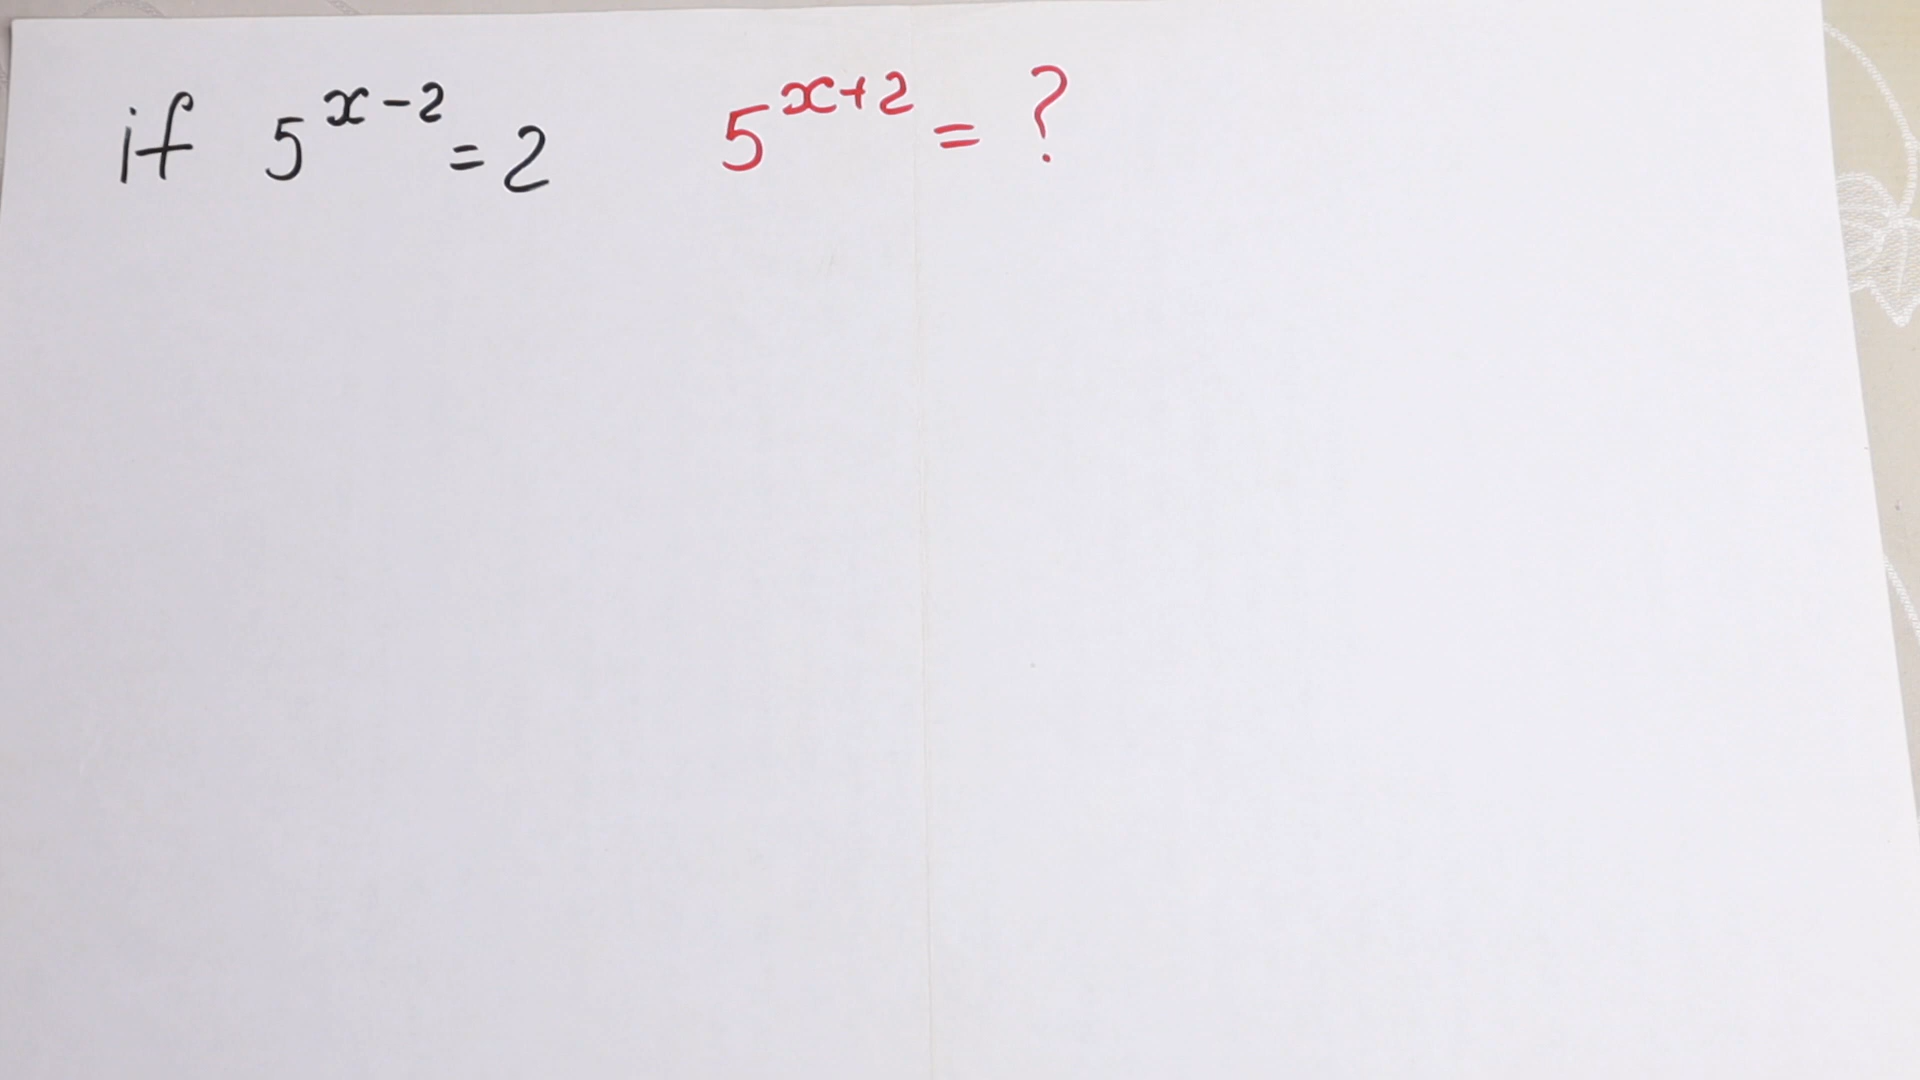 if 5^{x-2} = 2 5^{x+2} = ?